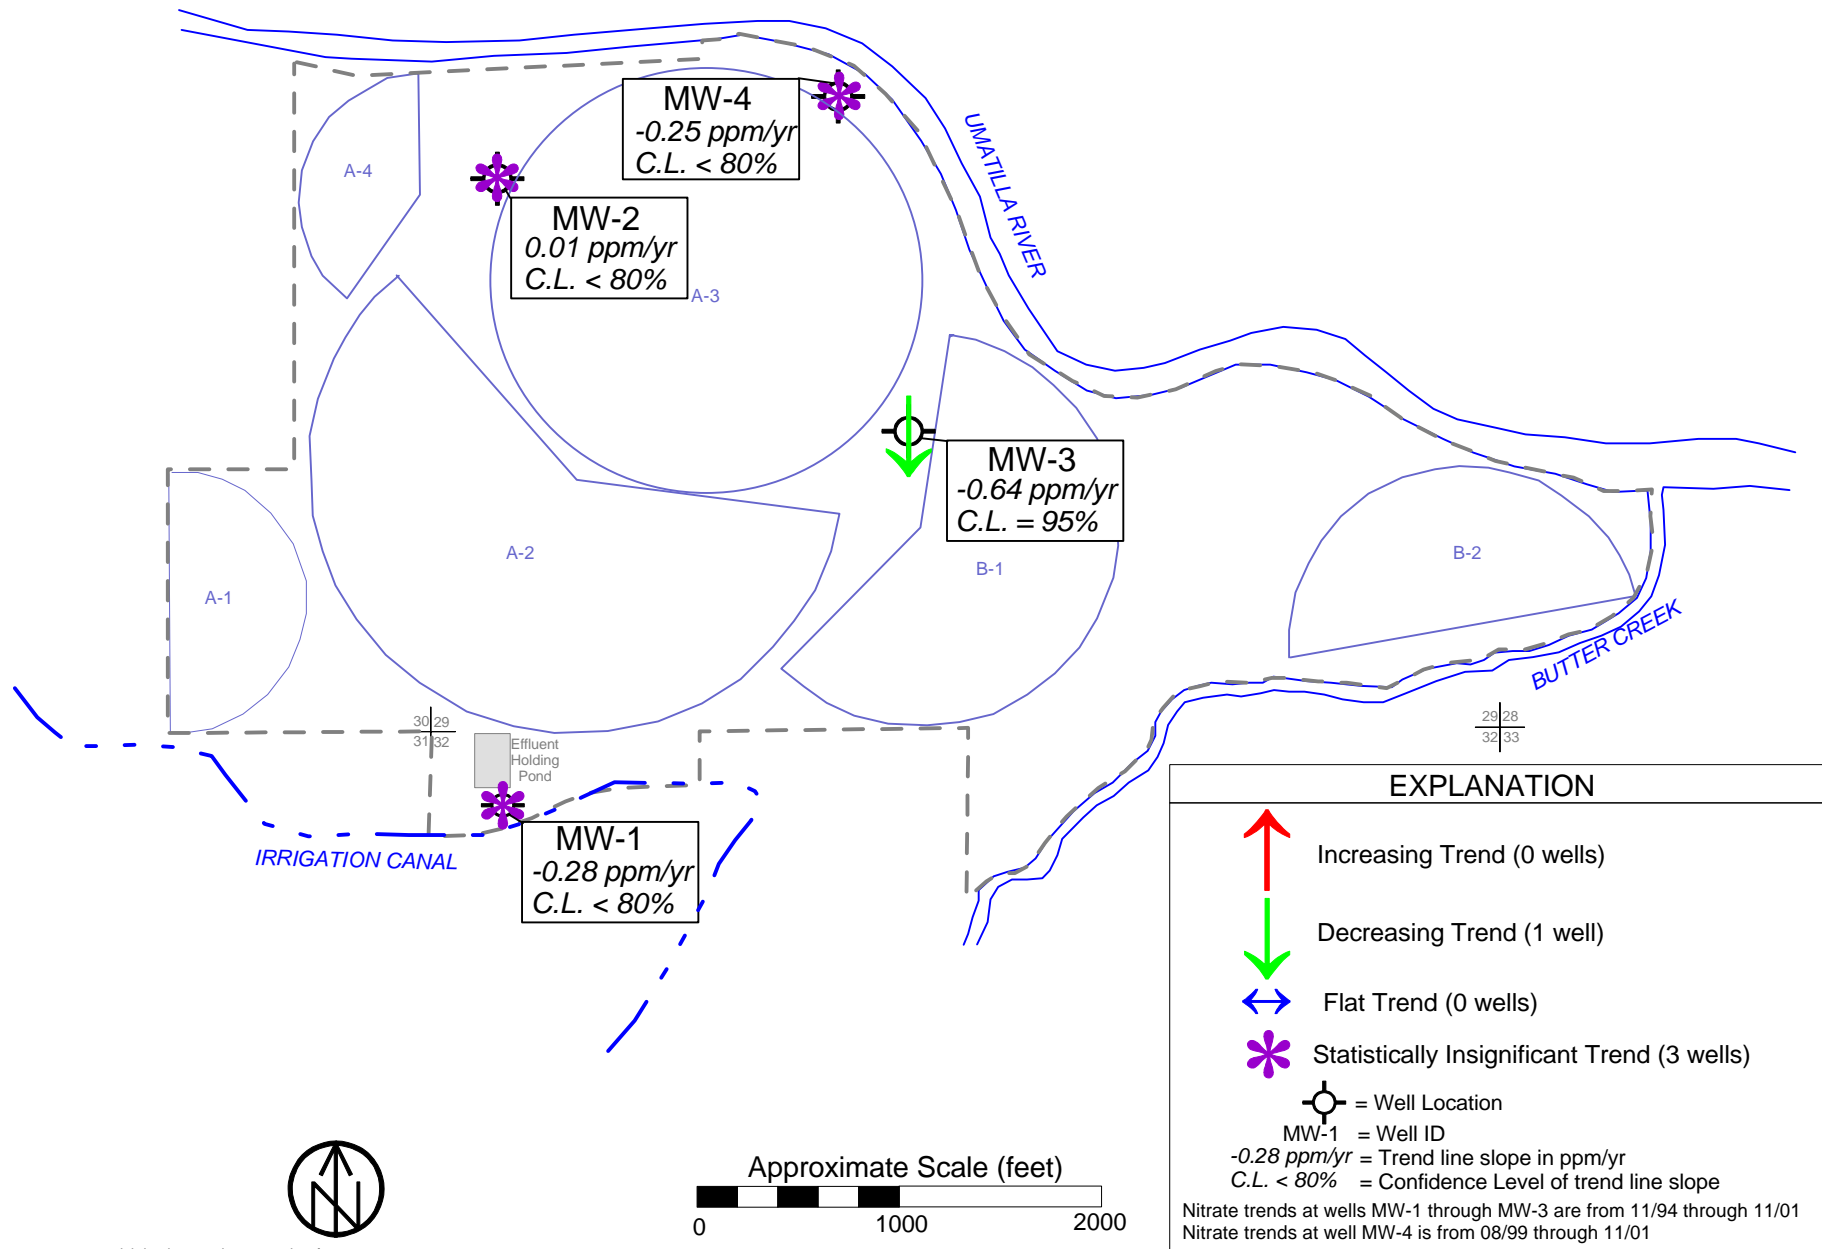 MW-4
-0.25 ppm/yr
C.L. < 80%
UMATILLA RIVER
A-4
MW-2
0.01 ppm/yr
C.L. < 80%
A-3
MW-3
-0.64 ppm/yr
C.L. = 95%
A-2
B-1
B-2
A-1
BUTTER CREEK
30 29
31 32
Effluent
Holding
Pond
29 28
32 33
IRRIGATION CANAL
MW-1
-0.28 ppm/yr
C.L. < 80%
EXPLANATION
Increasing Trend (0 wells)
Decreasing Trend (1 well)
Flat Trend (0 wells)
Statistically Insignificant Trend (3 wells)
= Well Location
MW-1 = Well ID
-0.28 ppm/yr = Trend line slope in ppm/yr
C.L. < 80% = Confidence Level of trend line slope
Nitrate trends at wells MW-1 through MW-3 are from 11/94 through 11/01
Nitrate trends at well MW-4 is from 08/99 through 11/01
N
Approximate Scale (feet)
0 1000 2000